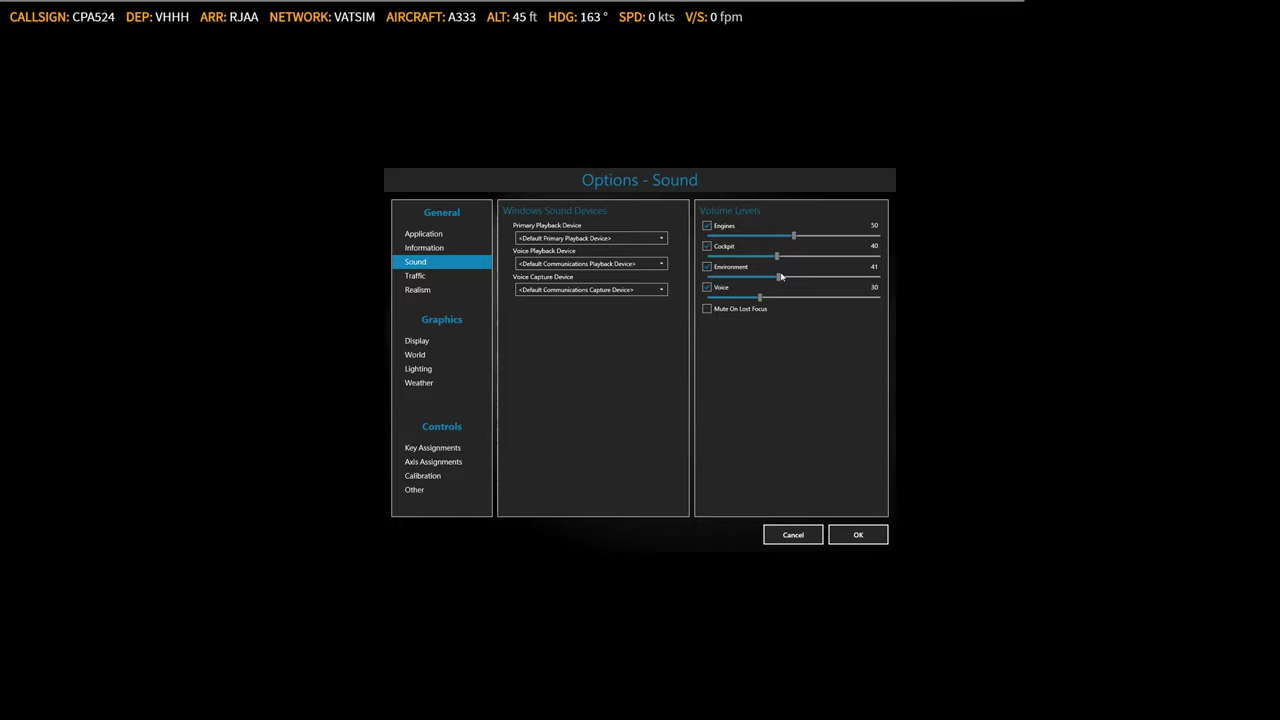 CALLSIGN: CPA524 DEP: VHHH ARR: RJAA NETWORK: VATSIM AIRCRAFT: A333 ALT: 45 ft HDG: 163 ° SPD: 0 kts V/S: 0 fpm
Options - Sound
General
Application
Information
Sound
Traffic
Realism
Graphics
Display
World
Lighting
Weather
Controls
Key Assignments
Axis Assignments
Calibration
Other
Windows Sound Devices
Primary Playback Device
<Default Primary Playback Device>
Voice Playback Device
<Default Communications Playback Device>
Voice Capture Device
<Default Communications Capture Device>
Volume Levels
Engines 50
Cockpit 40
Environment 41
Voice 30
Mute On Lost Focus
Cancel OK